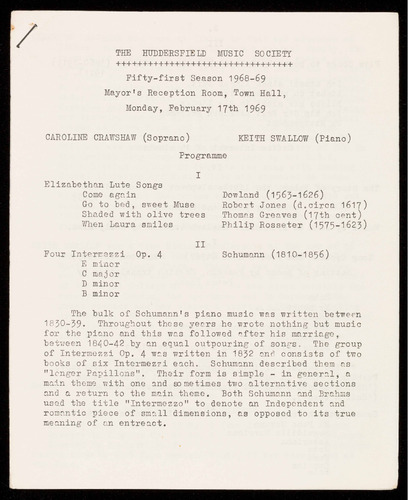 THE HUDDERSFIELD MUSIC SOCIETY
++++++++++++++++++++++++++++++++
Fifty-first Season 1968-69
Mayor's Reception Room, Town Hall,
Monday, February 17th 1969
CAROLINE CRAWSHAW (Soprano) KEITH SWALLOW (Piano)
Programme
I
Elizabethan Lute Songs
Come again Dowland (1563-1626)
Go to bed, sweet Muse Robert Jones (d.circa 1617)
Shaded with olive trees Thomas Greaves (17th cent)
When Laura smiles Philip Rosseter (1575-1623)
II
Four Intermezzi Op. 4 Schumann (1810-1856)
E minor
C major
D minor
B minor
The bulk of Schumann's piano music was written between
1830-39. Throughout these years he wrote nothing but music
for the piano and this was followed after his marriage,
between 1840-42 by an equal outpouring of songs. The group
of Intermezzi Op. 4 was written in 1832 and consists of two
books of six Intermezzi each. Schumann described them as
"longer Papillons". Their form is simple - in general, a
main theme with one and sometimes two alternative sections
and a return to the main theme. Both Schumann and Brahms
used the title "Intermezzo" to denote an Independent and
romantic piece of small dimensions, as opposed to its true
meaning of an entreact.